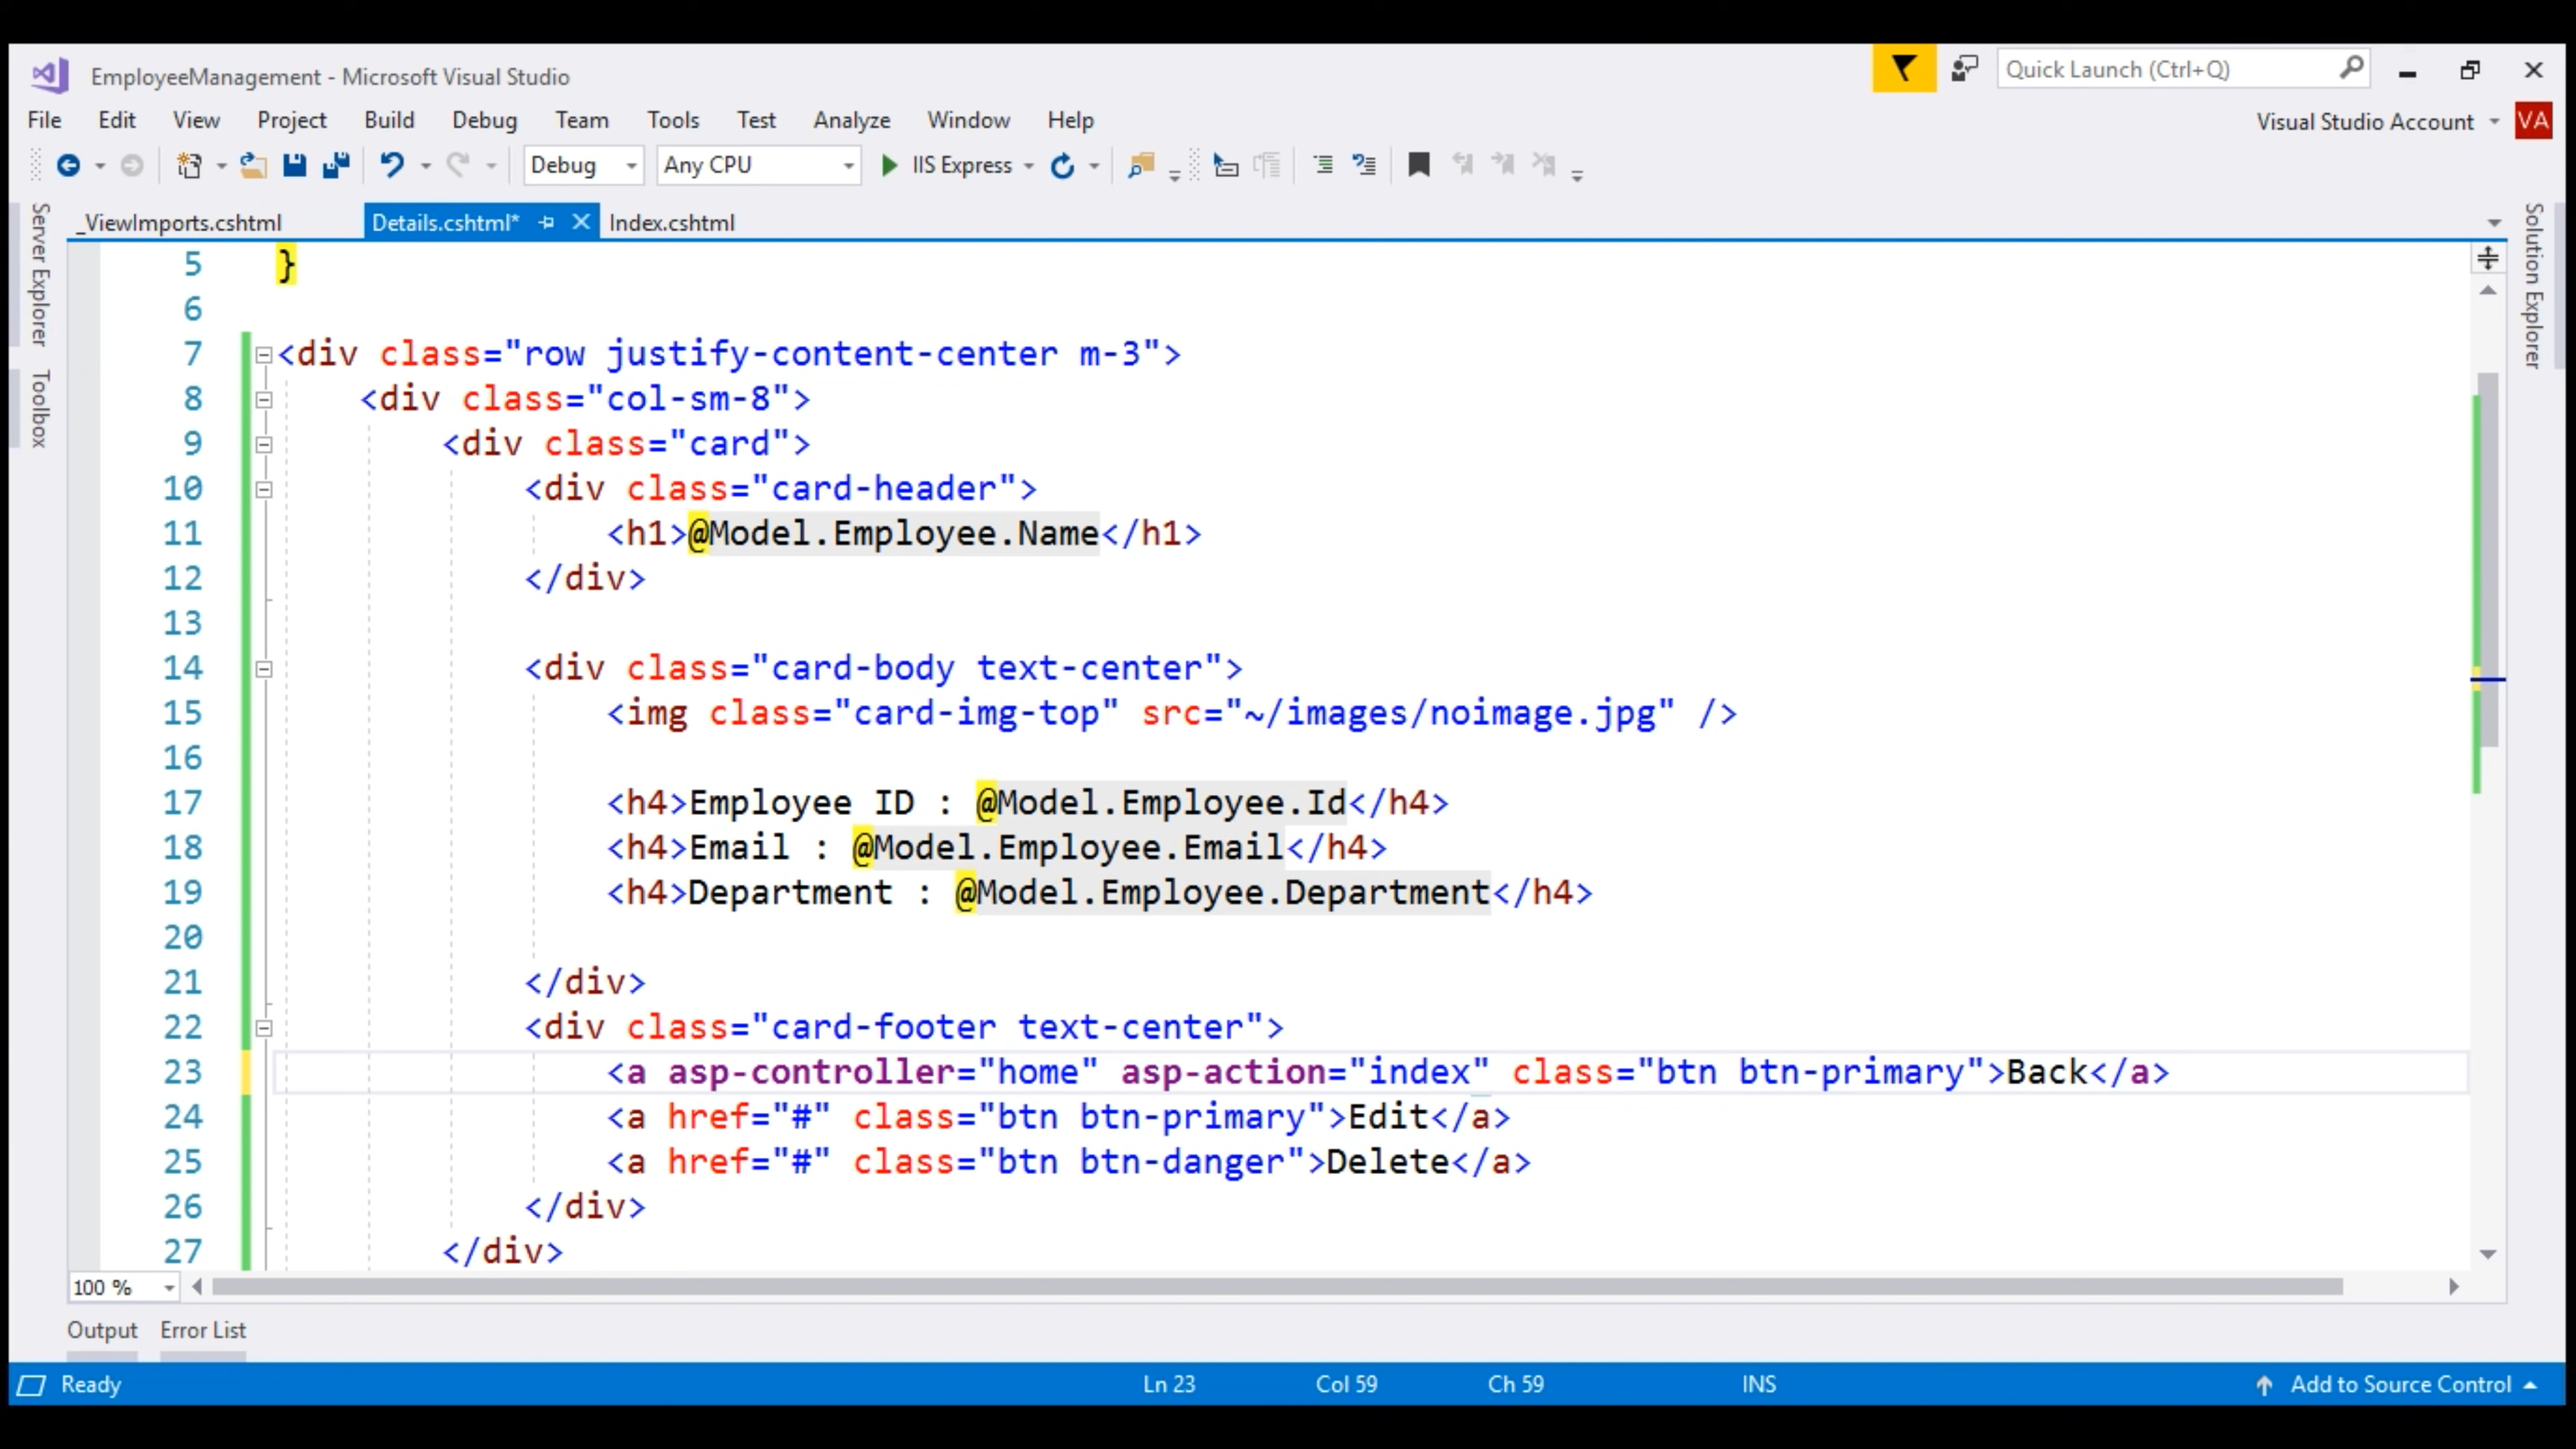 EmployeeManagement - Microsoft Visual Studio
Quick Launch (Ctrl+Q)
File Edit View Project Build Debug Team Tools Test Analyze Window Help
Visual Studio Account VA
Debug Any CPU IIS Express
Server Explorer
Toolbox
Solution Explorer
_ViewImports.cshtml Details.cshtml* Index.cshtml
5 }
6
7 <div class="row justify-content-center m-3">
8 <div class="col-sm-8">
9 <div class="card">
10 <div class="card-header">
11 <h1>@Model.Employee.Name</h1>
12 </div>
13
14 <div class="card-body text-center">
15 <img class="card-img-top" src="~/images/noimage.jpg" />
16
17 <h4>Employee ID : @Model.Employee.Id</h4>
18 <h4>Email : @Model.Employee.Email</h4>
19 <h4>Department : @Model.Employee.Department</h4>
20
21 </div>
22 <div class="card-footer text-center">
23 <a asp-controller="home" asp-action="index" class="btn btn-primary">Back</a>
24 <a href="#" class="btn btn-primary">Edit</a>
25 <a href="#" class="btn btn-danger">Delete</a>
26 </div>
27 </div>
100 %
Output Error List
Ready Ln 23 Col 59 Ch 59 INS Add to Source Control